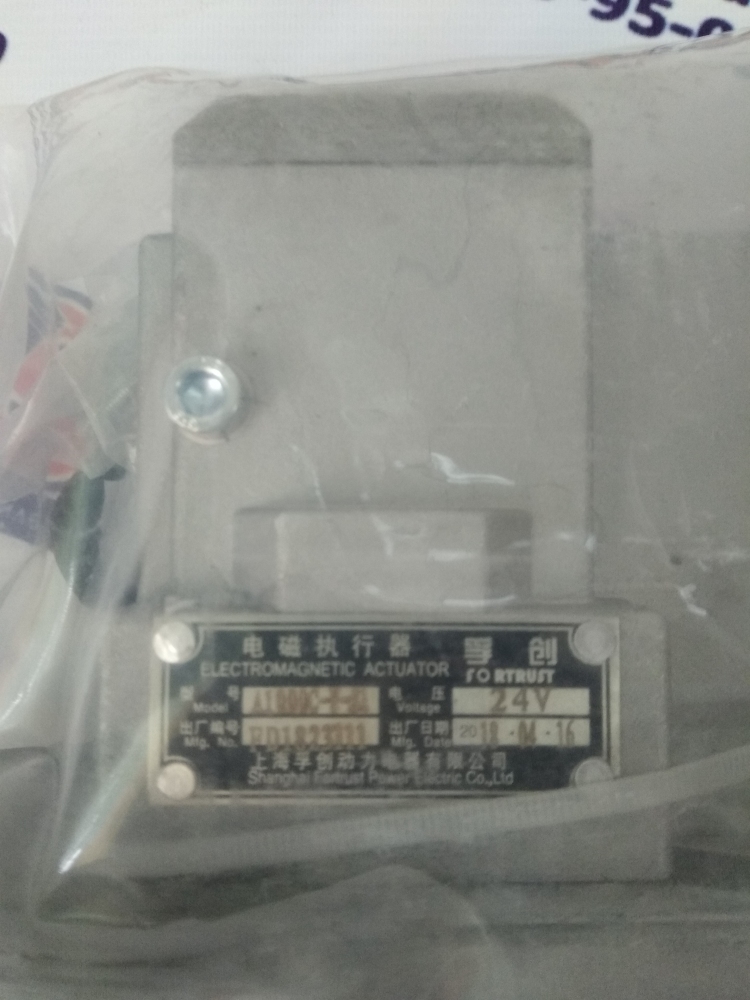 95-
电磁执行器 孚创
ELECTROMAGNETIC ACTUATOR FORTRUST
型号 电压 24V
Model Voltage
出厂编号 出厂日期 2018-04-16
Mfg. No. Mfg. Date
上海孚创动力电器有限公司
Shanghai Fortrust Power Electric Co.,Ltd